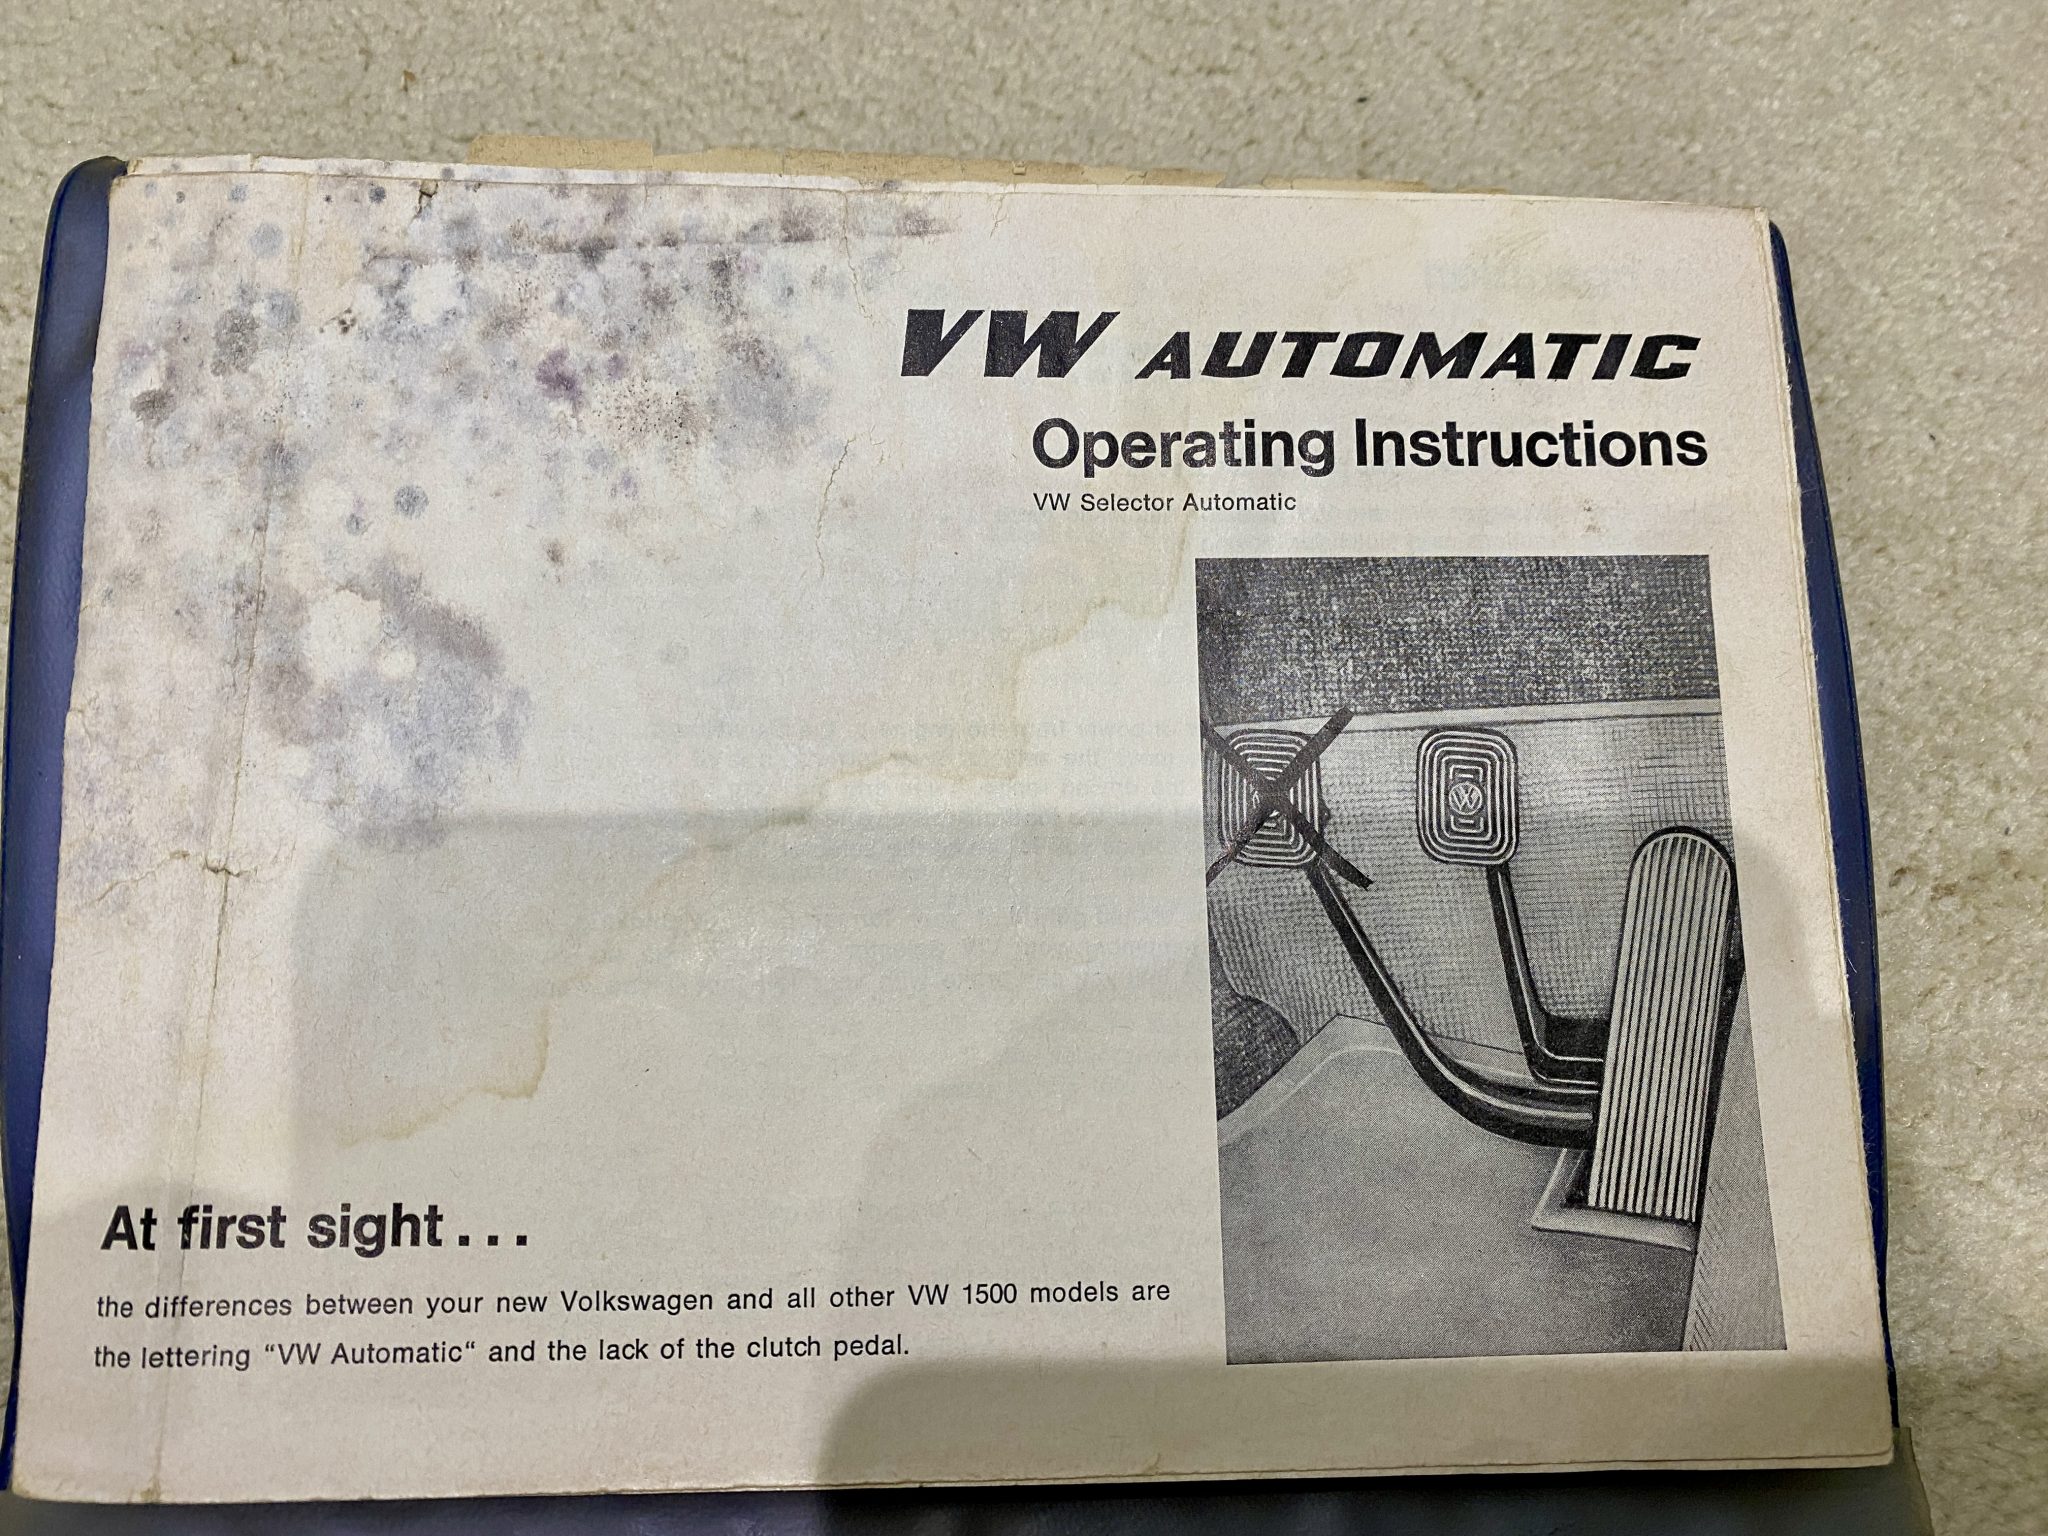 VW AUTOMATIC
Operating Instructions
VW Selector Automatic
At first sight...
the differences between your new Volkswagen and all other VW 1500 models are
the lettering “VW Automatic“ and the lack of the clutch pedal.